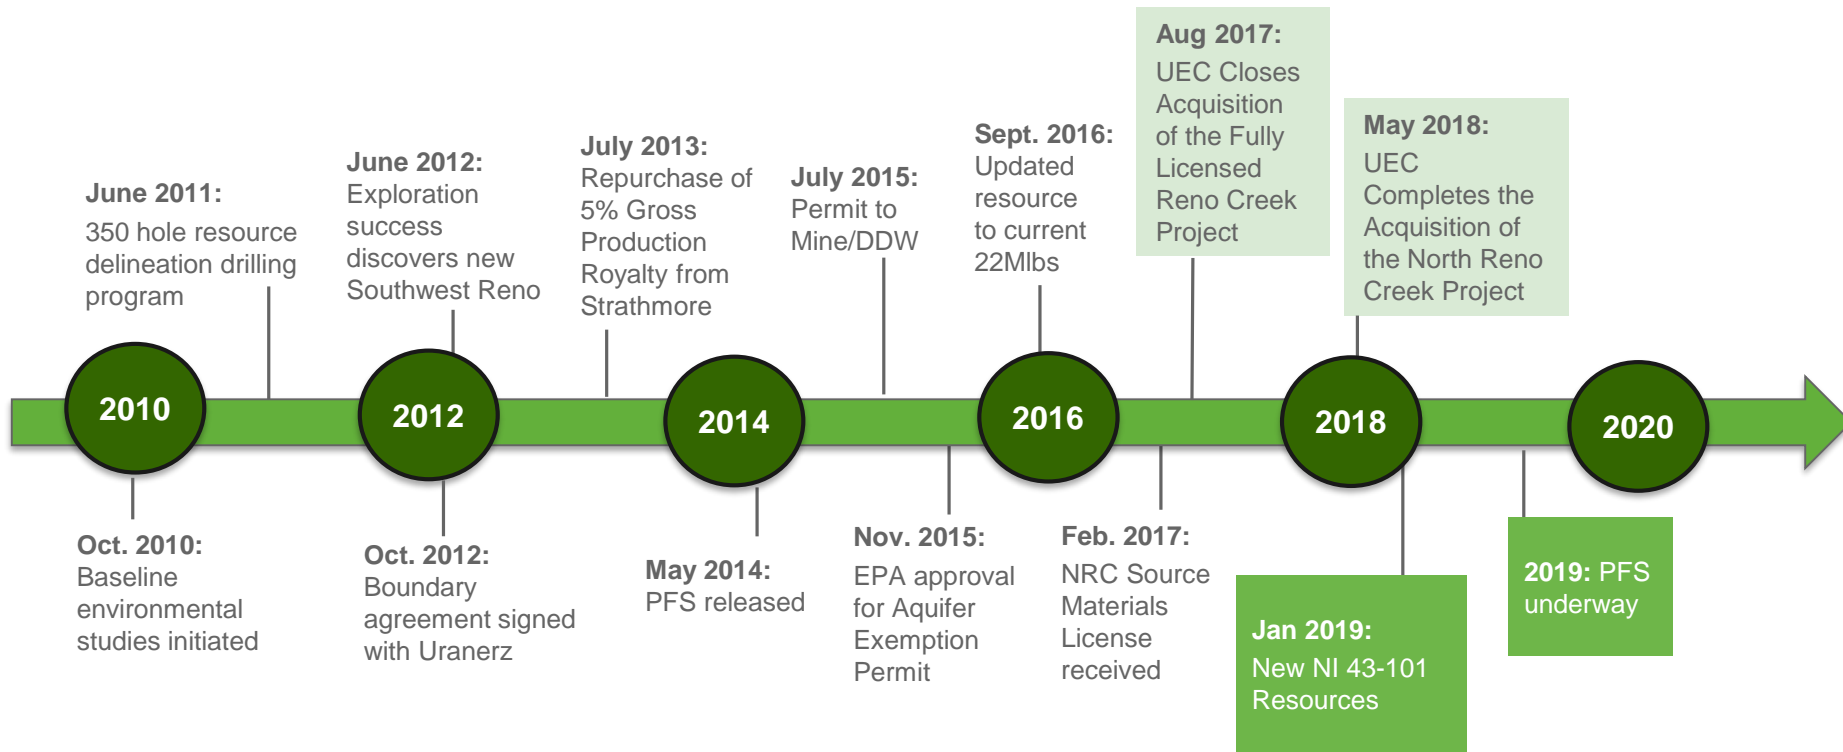 June 2011:
350 hole resource
delineation drilling
program
June 2012:
Exploration
success
discovers new
Southwest Reno
July 2013:
Repurchase of
5% Gross
Production
Royalty from
Strathmore
July 2015:
Permit to
Mine/DDW
Sept. 2016:
Updated
resource
to current
22Mlbs
Aug 2017:
UEC Closes
Acquisition
of the Fully
Licensed
Reno Creek
Project
May 2018:
UEC
Completes the
Acquisition of
the North Reno
Creek Project
2010
2012
2014
2016
2018
2020
Oct. 2010:
Baseline
environmental
studies initiated
Oct. 2012:
Boundary
agreement signed
with Uranerz
May 2014:
PFS released
Nov. 2015:
EPA approval
for Aquifer
Exemption
Permit
Feb. 2017:
NRC Source
Materials
License
received
Jan 2019:
New NI 43-101
Resources
2019: PFS
underway